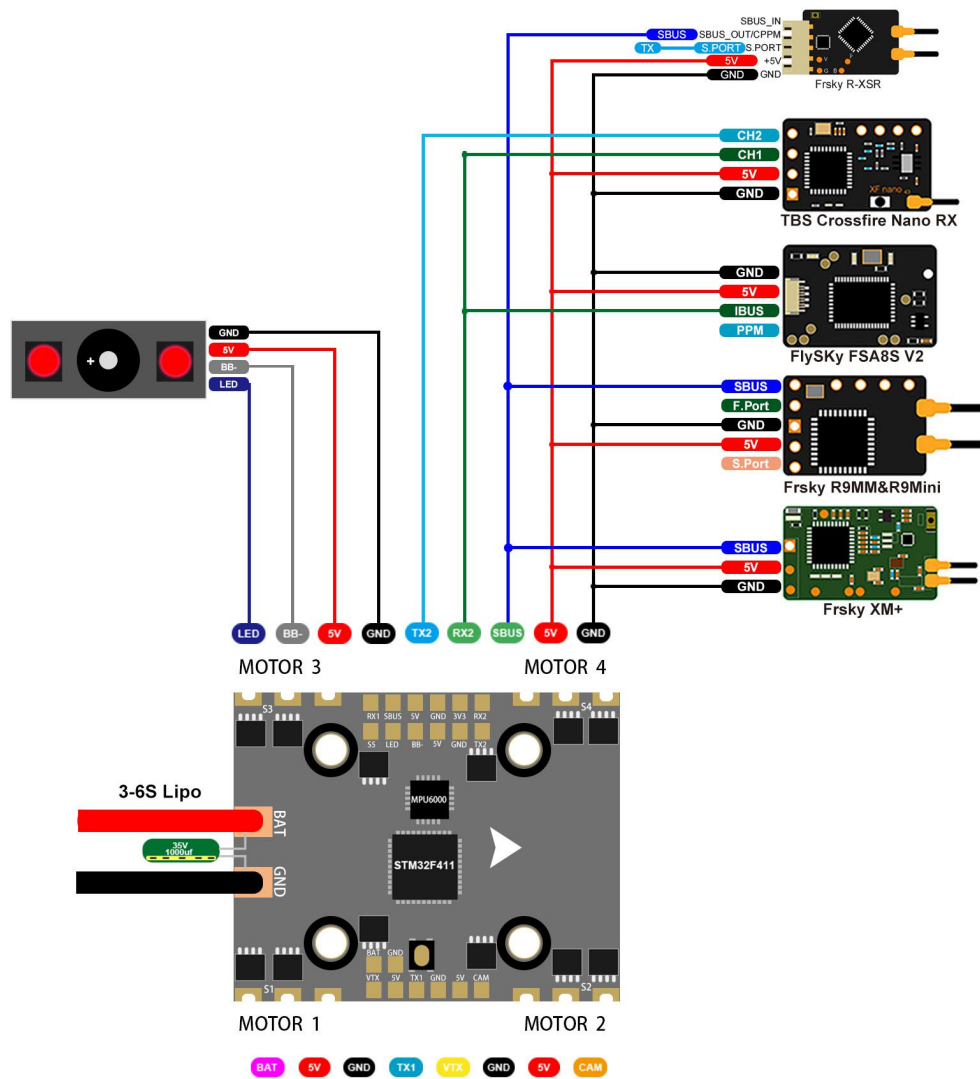 SBUS_IN
SBUS SBUS_OUT/CPPM
TX S.PORT S.PORT
5V +5V
GND GND
Frsky R-XSR
CH2
CH1
5V
GND
XF nano
TBS Crossfire Nano RX
GND
5V
IBUS
PPM
FlySKy FSA8S V2
GND
5V
BB-
LED
SBUS
F.Port
GND
5V
S.Port
Frsky R9MM&R9Mini
SBUS
5V
GND
Frsky XM+
LED BB- 5V GND TX2 RX2 SBUS 5V GND
MOTOR 3 MOTOR 4
S3 S4
RX1 SBUS 5V GND 3V3 RX2
S5 LED BB- 5V GND TX2
MPU6000
3-6S Lipo
BAT
35V
1000uf
STM32F411
GND
BAT GND
VTX 5V TX1 GND 5V CAM
S1 S2
MOTOR 1 MOTOR 2
BAT 5V GND TX1 VTX GND 5V CAM